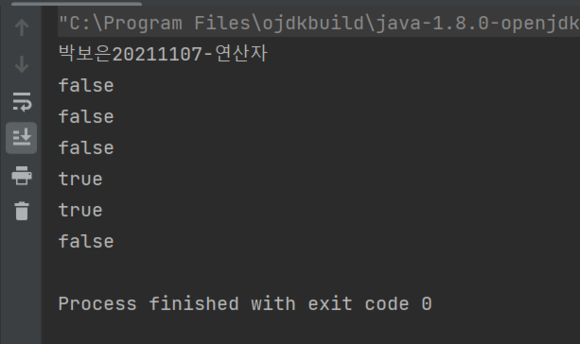 "C:\Program Files\ojdkbuild\java-1.8.0-openjdk
박보은20211107-연산자
false
false
false
true
true
false
Process finished with exit code 0